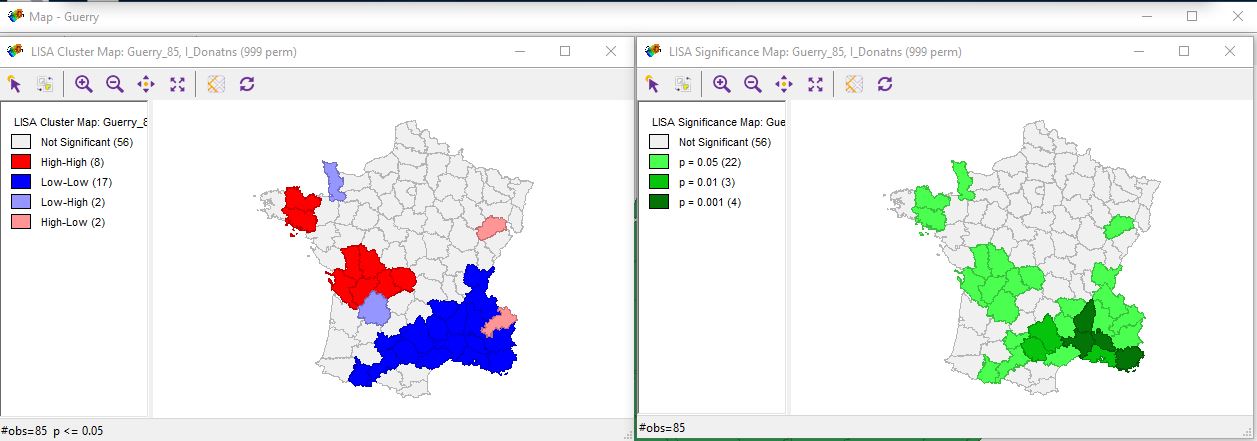 Map - Guerry
LISA Cluster Map: Guerry_85, I_Donatns (999 perm)
LISA Cluster Map: Guerry_8
Not Significant (56)
High-High (8)
Low-Low (17)
Low-High (2)
High-Low (2)
#obs=85 p <= 0.05
LISA Significance Map: Guerry_85, I_Donatns (999 perm)
LISA Significance Map: Gue
Not Significant (56)
p = 0.05 (22)
p = 0.01 (3)
p = 0.001 (4)
#obs=85